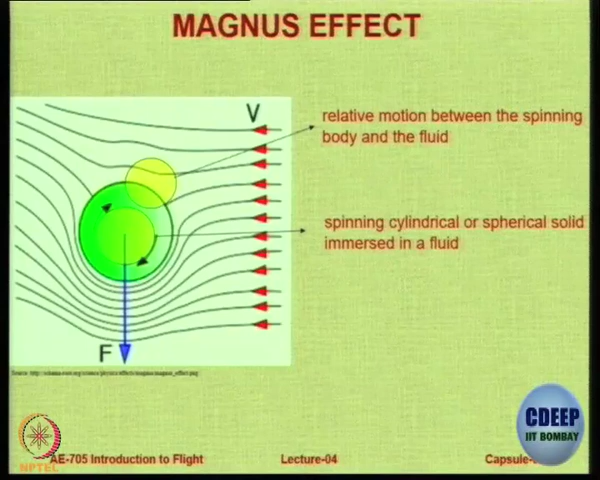 MAGNUS EFFECT
V
relative motion between the spinning
body and the fluid
spinning cylindrical or spherical solid
immersed in a fluid
F
CDEEP
IIT BOMBAY
NPTEL
AE-705 Introduction to Flight
Lecture-04